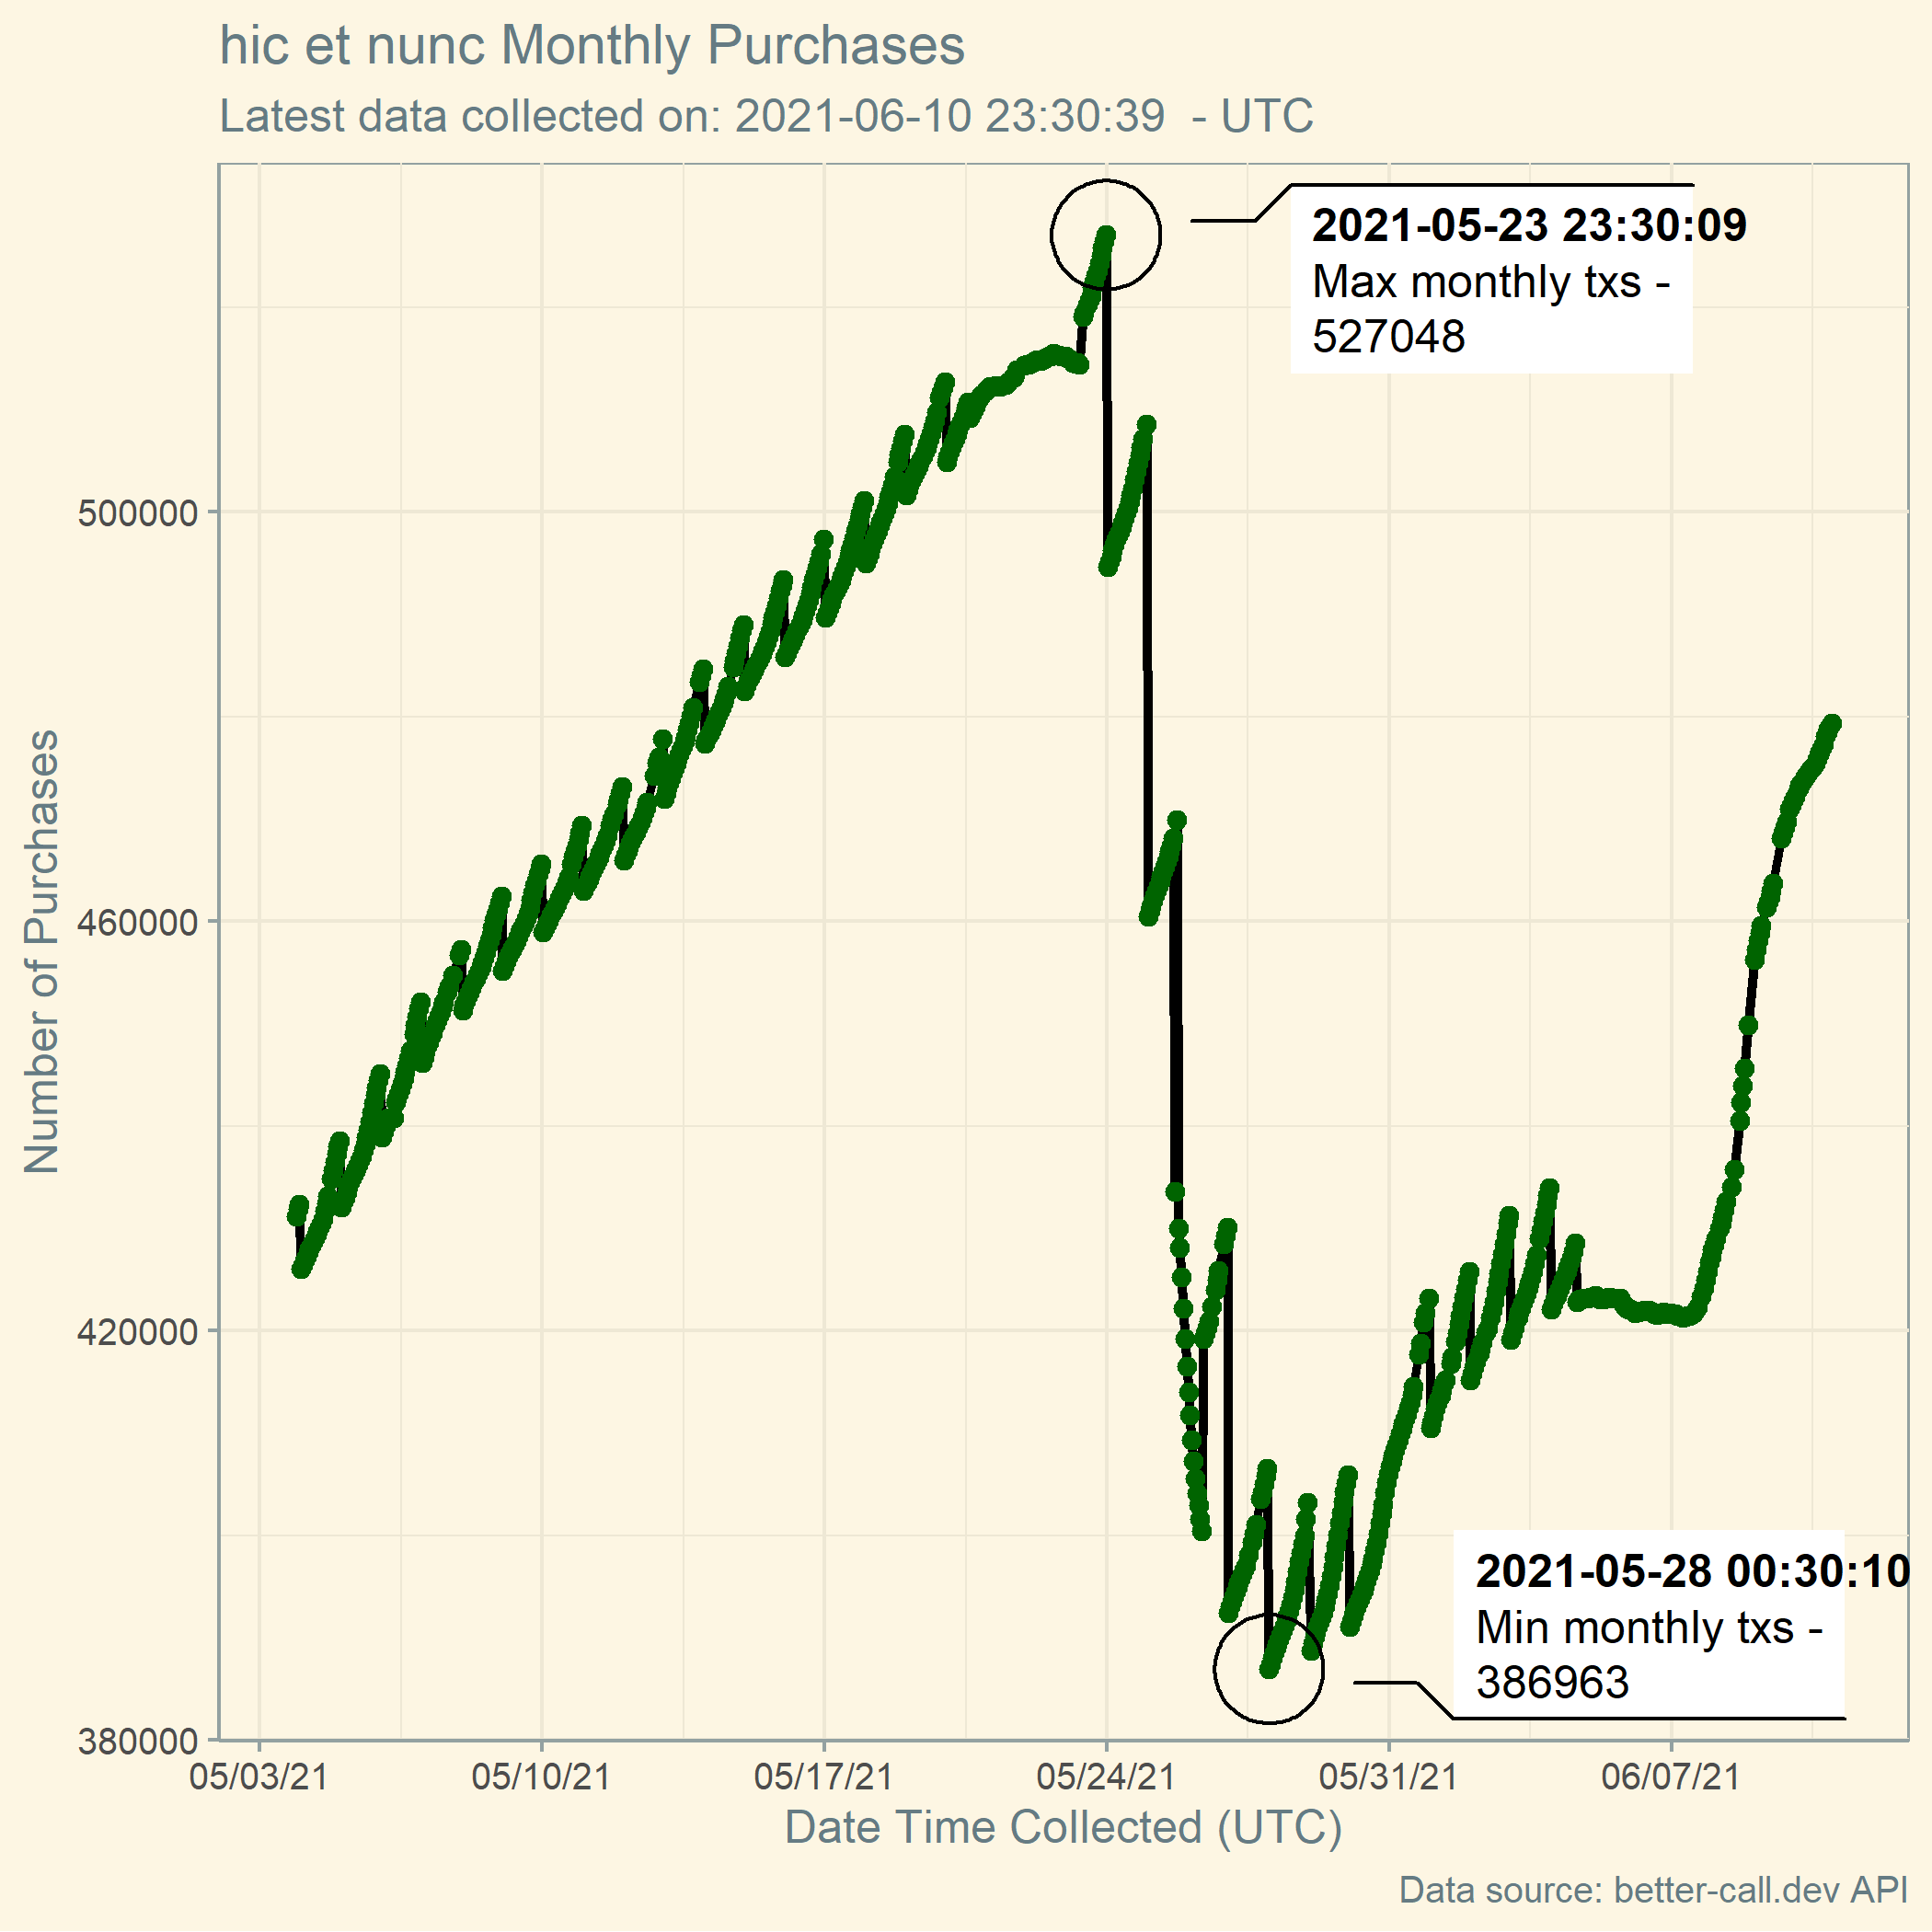 hic et nunc Monthly Purchases
Latest data collected on: 2021-06-10 23:30:39  - UTC
2021-05-23 23:30:09
Max monthly txs -
527048
Number of Purchases
500000
460000
420000
380000
2021-05-28 00:30:10
Min monthly txs -
386963
05/03/21 05/10/21 05/17/21 05/24/21 05/31/21 06/07/21
Date Time Collected (UTC)
Data source: better-call.dev API